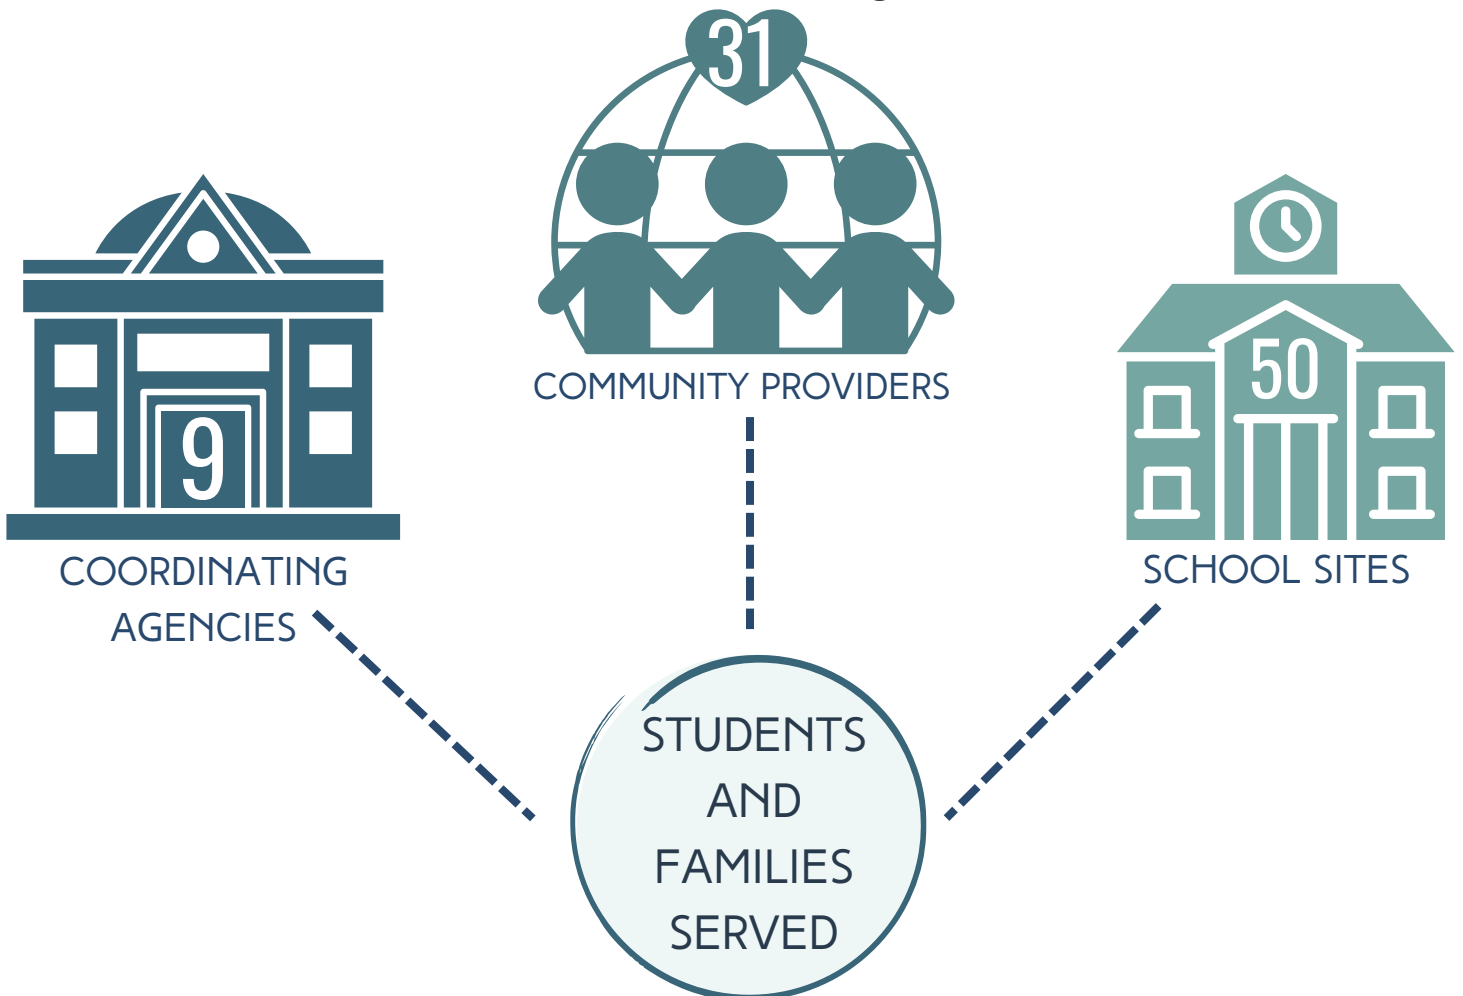 31
COMMUNITY PROVIDERS
9
COORDINATING
AGENCIES
50
SCHOOL SITES
STUDENTS
AND
FAMILIES
SERVED